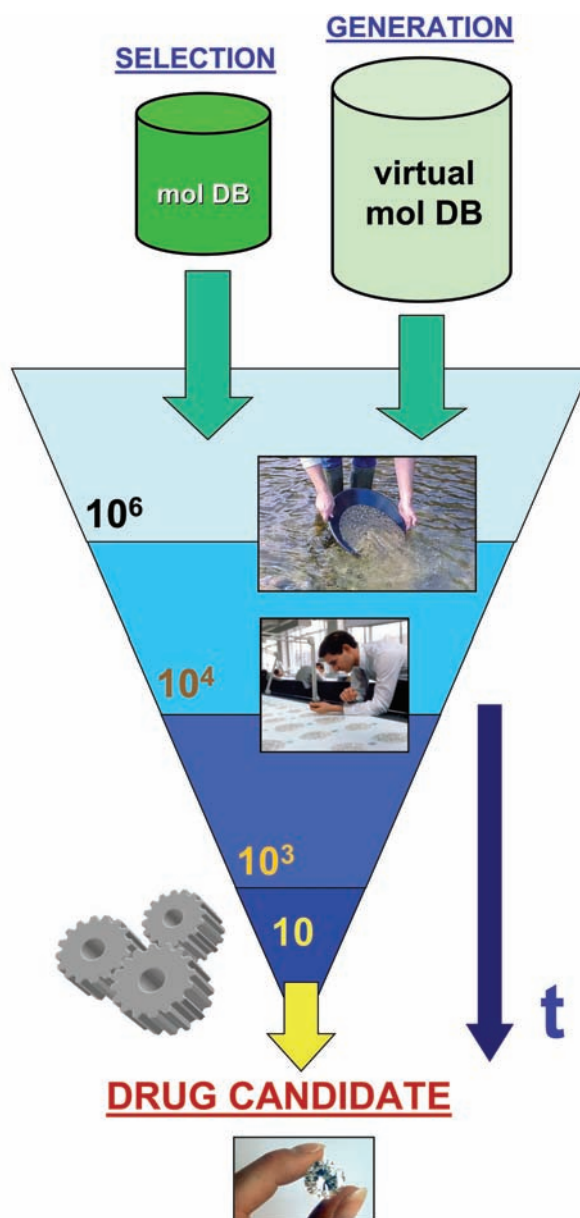 SELECTION
GENERATION
mol DB
virtual
mol DB
10⁶
10⁴
10³
10
t
DRUG CANDIDATE